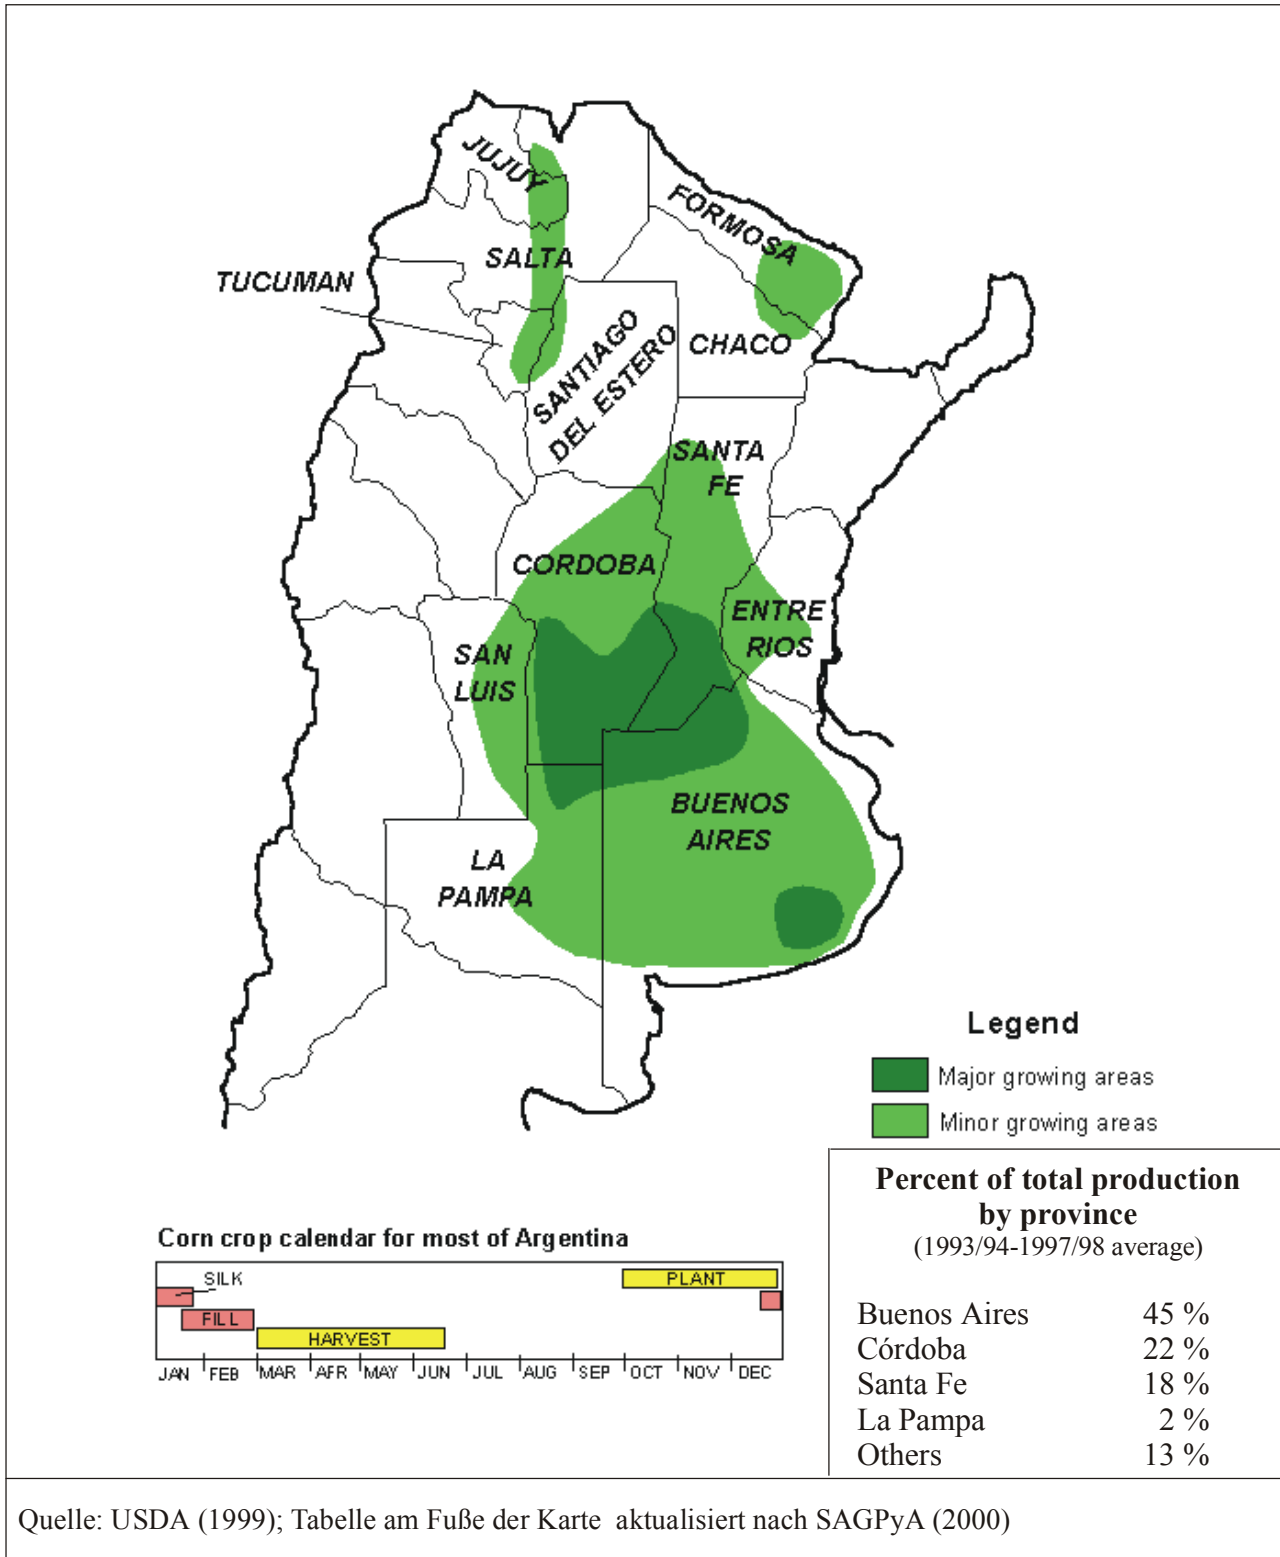 JUJUY
FORMOSA
SALTA
TUCUMAN
SANTIAGO
DEL ESTERO
CHACO
SANTA
FE
CORDOBA
ENTRE
RIOS
SAN
LUIS
BUENOS
AIRES
LA
PAMPA
Legend
Major growing areas
Minor growing areas
Percent of total production
by province
(1993/94-1997/98 average)
Buenos Aires 45 %
Córdoba 22 %
Santa Fe 18 %
La Pampa 2 %
Others 13 %
Corn crop calendar for most of Argentina
SILK
PLANT
FILL
HARVEST
JAN FEB MAR AFR MAY JUN JUL AUG SEP OCT NOV DEC
Quelle: USDA (1999); Tabelle am Fuße der Karte aktualisiert nach SAGPyA (2000)